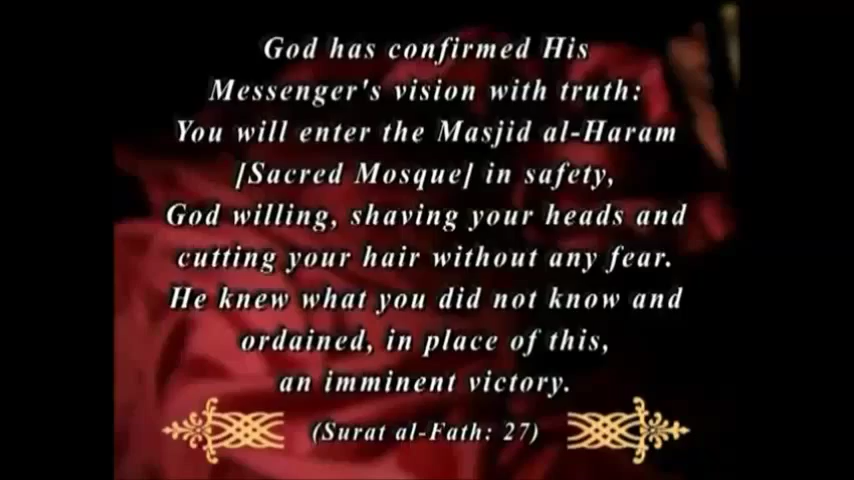 God has confirmed His
Messenger's vision with truth:
You will enter the Masjid al-Haram
[Sacred Mosque] in safety,
God willing, shaving your heads and
cutting your hair without any fear.
He knew what you did not know and
ordained, in place of this,
an imminent victory.
(Surat al-Fath: 27)